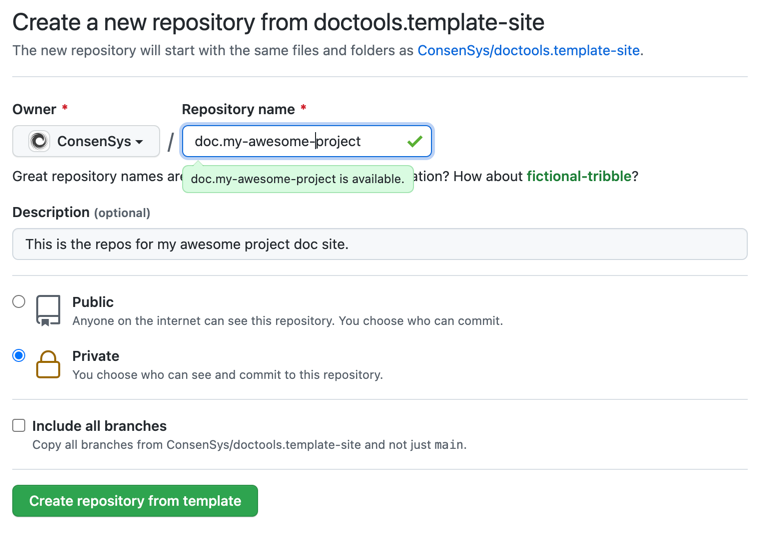 Create a new repository from doctools.template-site
The new repository will start with the same files and folders as ConsenSys/doctools.template-site.
Owner *
Repository name *
ConsenSys / doc.my-awesome-project
Great repository names are ation? How about fictional-tribble?
doc.my-awesome-project is available.
Description (optional)
This is the repos for my awesome project doc site.
Public
Anyone on the internet can see this repository. You choose who can commit.
Private
You choose who can see and commit to this repository.
Include all branches
Copy all branches from ConsenSys/doctools.template-site and not just main.
Create repository from template